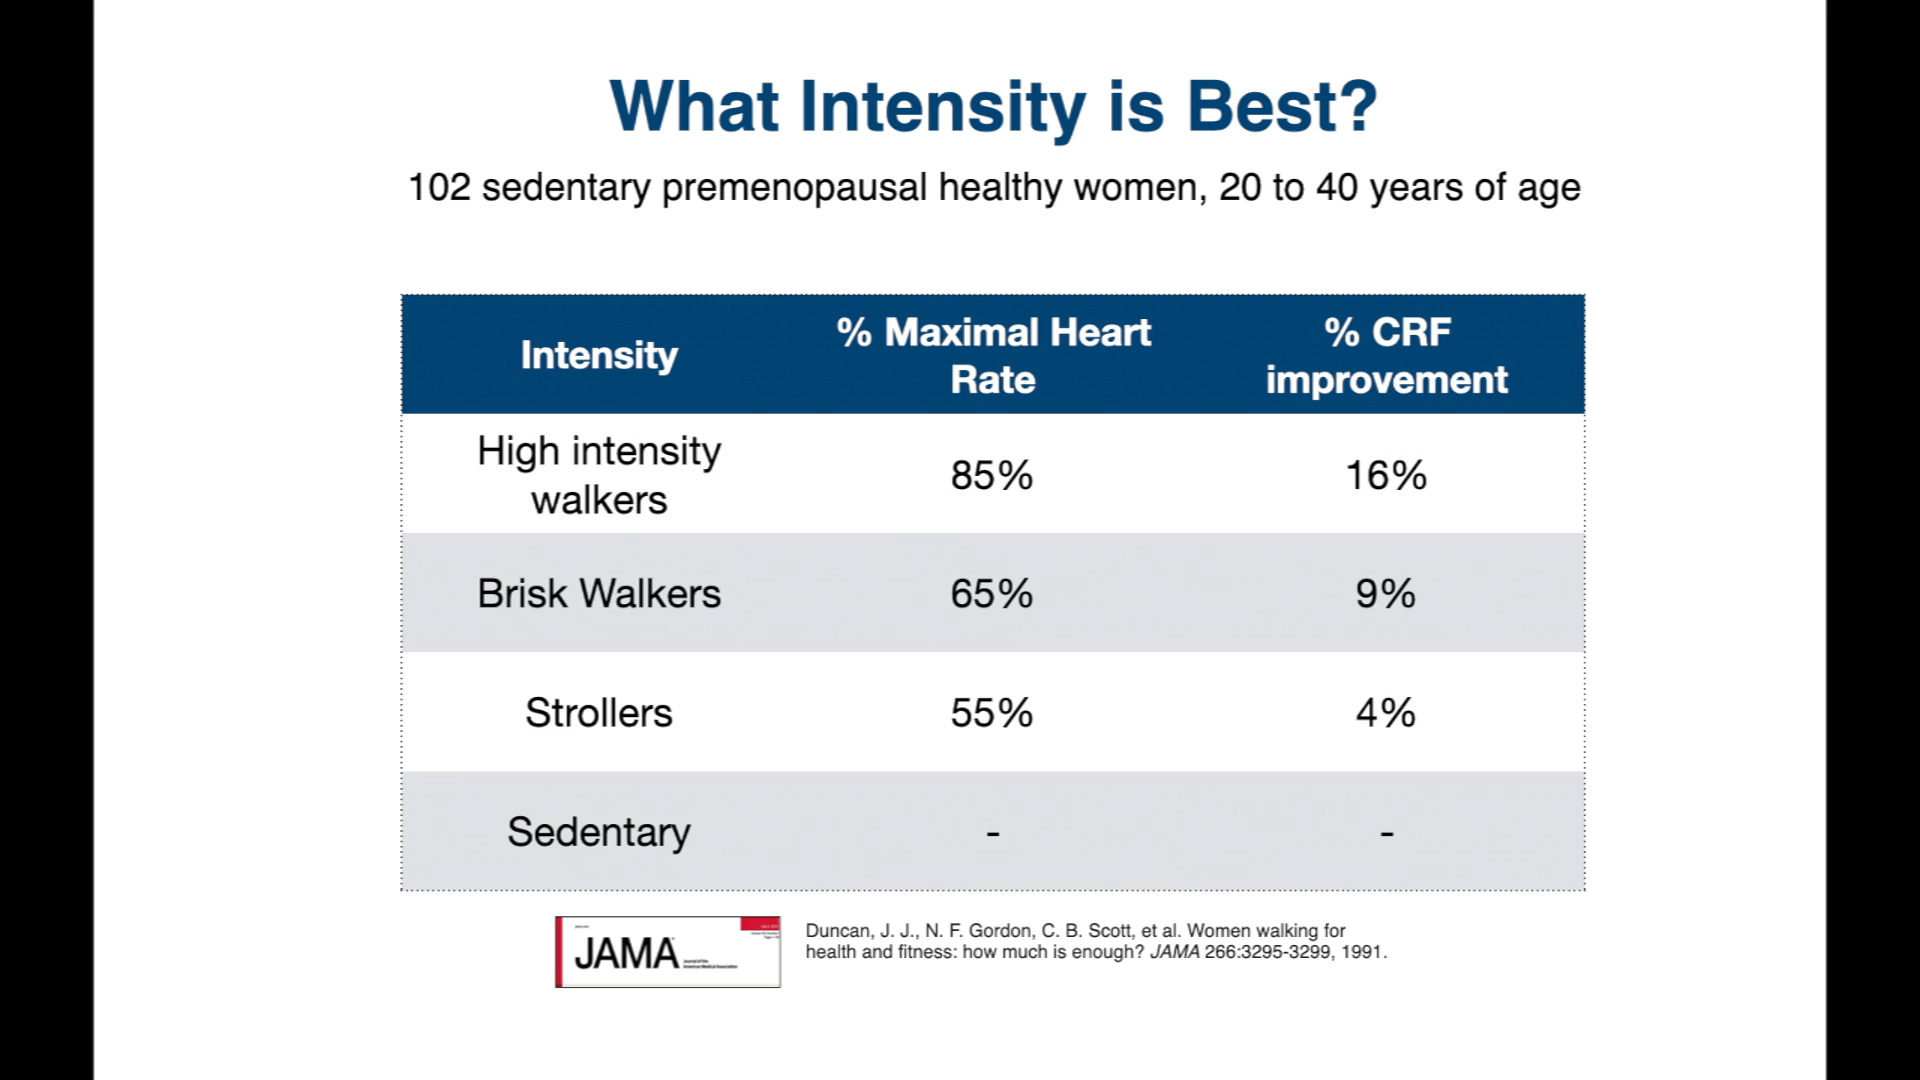 What Intensity is Best?
102 sedentary premenopausal healthy women, 20 to 40 years of age
Intensity
% Maximal Heart
Rate
% CRF
improvement
High intensity
walkers
85%
16%
Brisk Walkers
65%
9%
Strollers
55%
4%
Sedentary
-
-
JAMA
Duncan, J. J., N. F. Gordon, C. B. Scott, et al. Women walking for
health and fitness: how much is enough? JAMA 266:3295-3299, 1991.